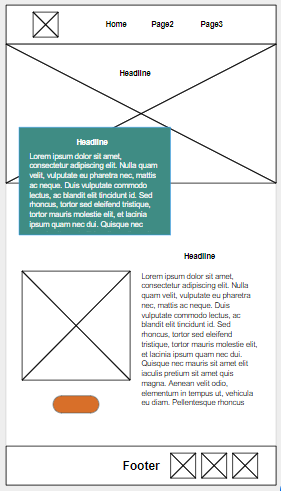 Home Page2 Page3
Headline
Headline
Lorem ipsum dolor sit amet,
consectetur adipiscing elit. Nulla quam
velit, vulputate eu pharetra nec, mattis
ac neque. Duis vulputate commodo
lectus, ac blandit elit tincidunt id. Sed
rhoncus, tortor sed eleifend tristique,
tortor mauris molestie elit, et lacinia
ipsum quam nec dui. Quisque nec
Headline
Lorem ipsum dolor sit amet,
consectetur adipiscing elit. Nulla
quam velit, vulputate eu pharetra
nec, mattis ac neque. Duis
vulputate commodo lectus, ac
blandit elit tincidunt id. Sed
rhoncus, tortor sed eleifend
tristique, tortor mauris molestie elit,
et lacinia ipsum quam nec dui.
Quisque nec mauris sit amet elit
iaculis pretium sit amet quis
magna. Aenean velit odio,
elementum in tempus ut, vehicula
eu diam. Pellentesque rhoncus
Footer